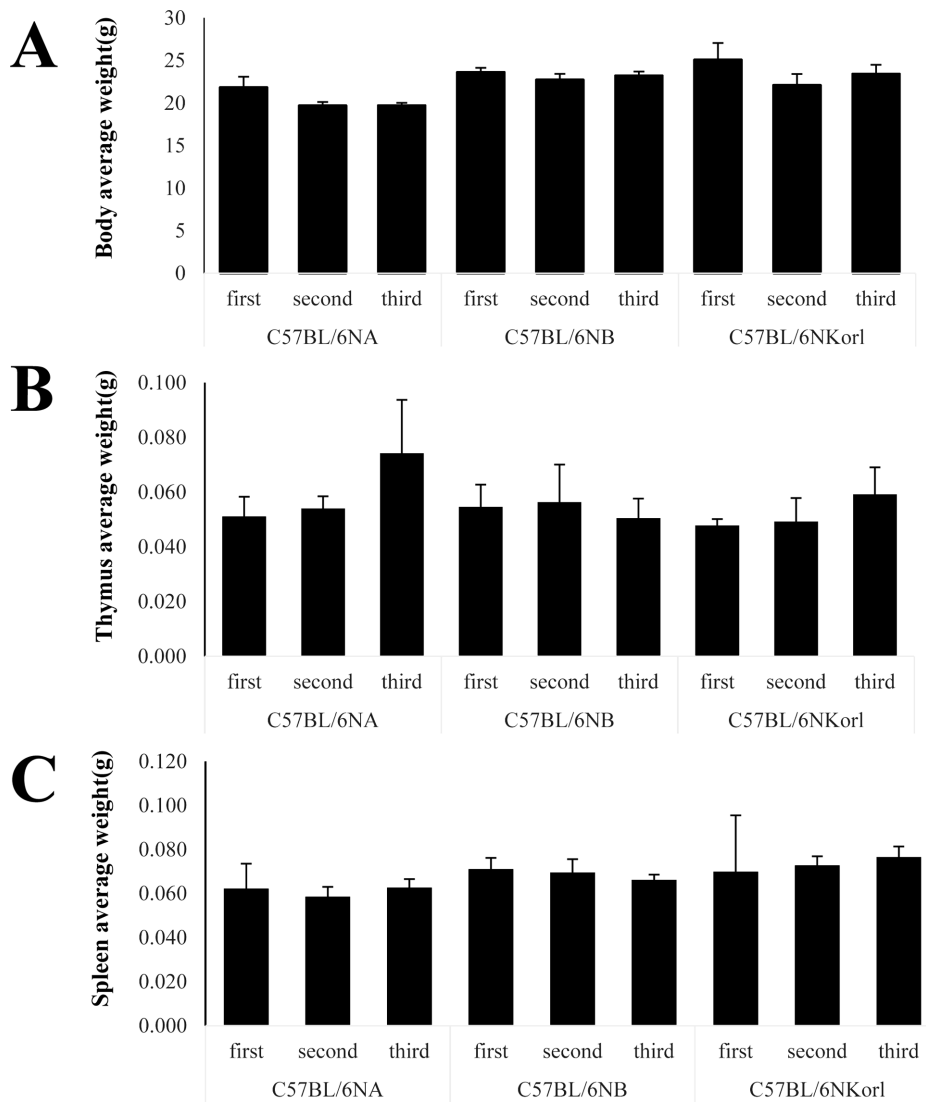 A
Body average weight(g)
30
25
20
15
10
5
0
first second third first second third first second third
C57BL/6NA C57BL/6NB C57BL/6NKorl
B
Thymus average weight(g)
0.100
0.080
0.060
0.040
0.020
0.000
first second third first second third first second third
C57BL/6NA C57BL/6NB C57BL/6NKorl
C
Spleen average weight(g)
0.120
0.100
0.080
0.060
0.040
0.020
0.000
first second third first second third first second third
C57BL/6NA C57BL/6NB C57BL/6NKorl